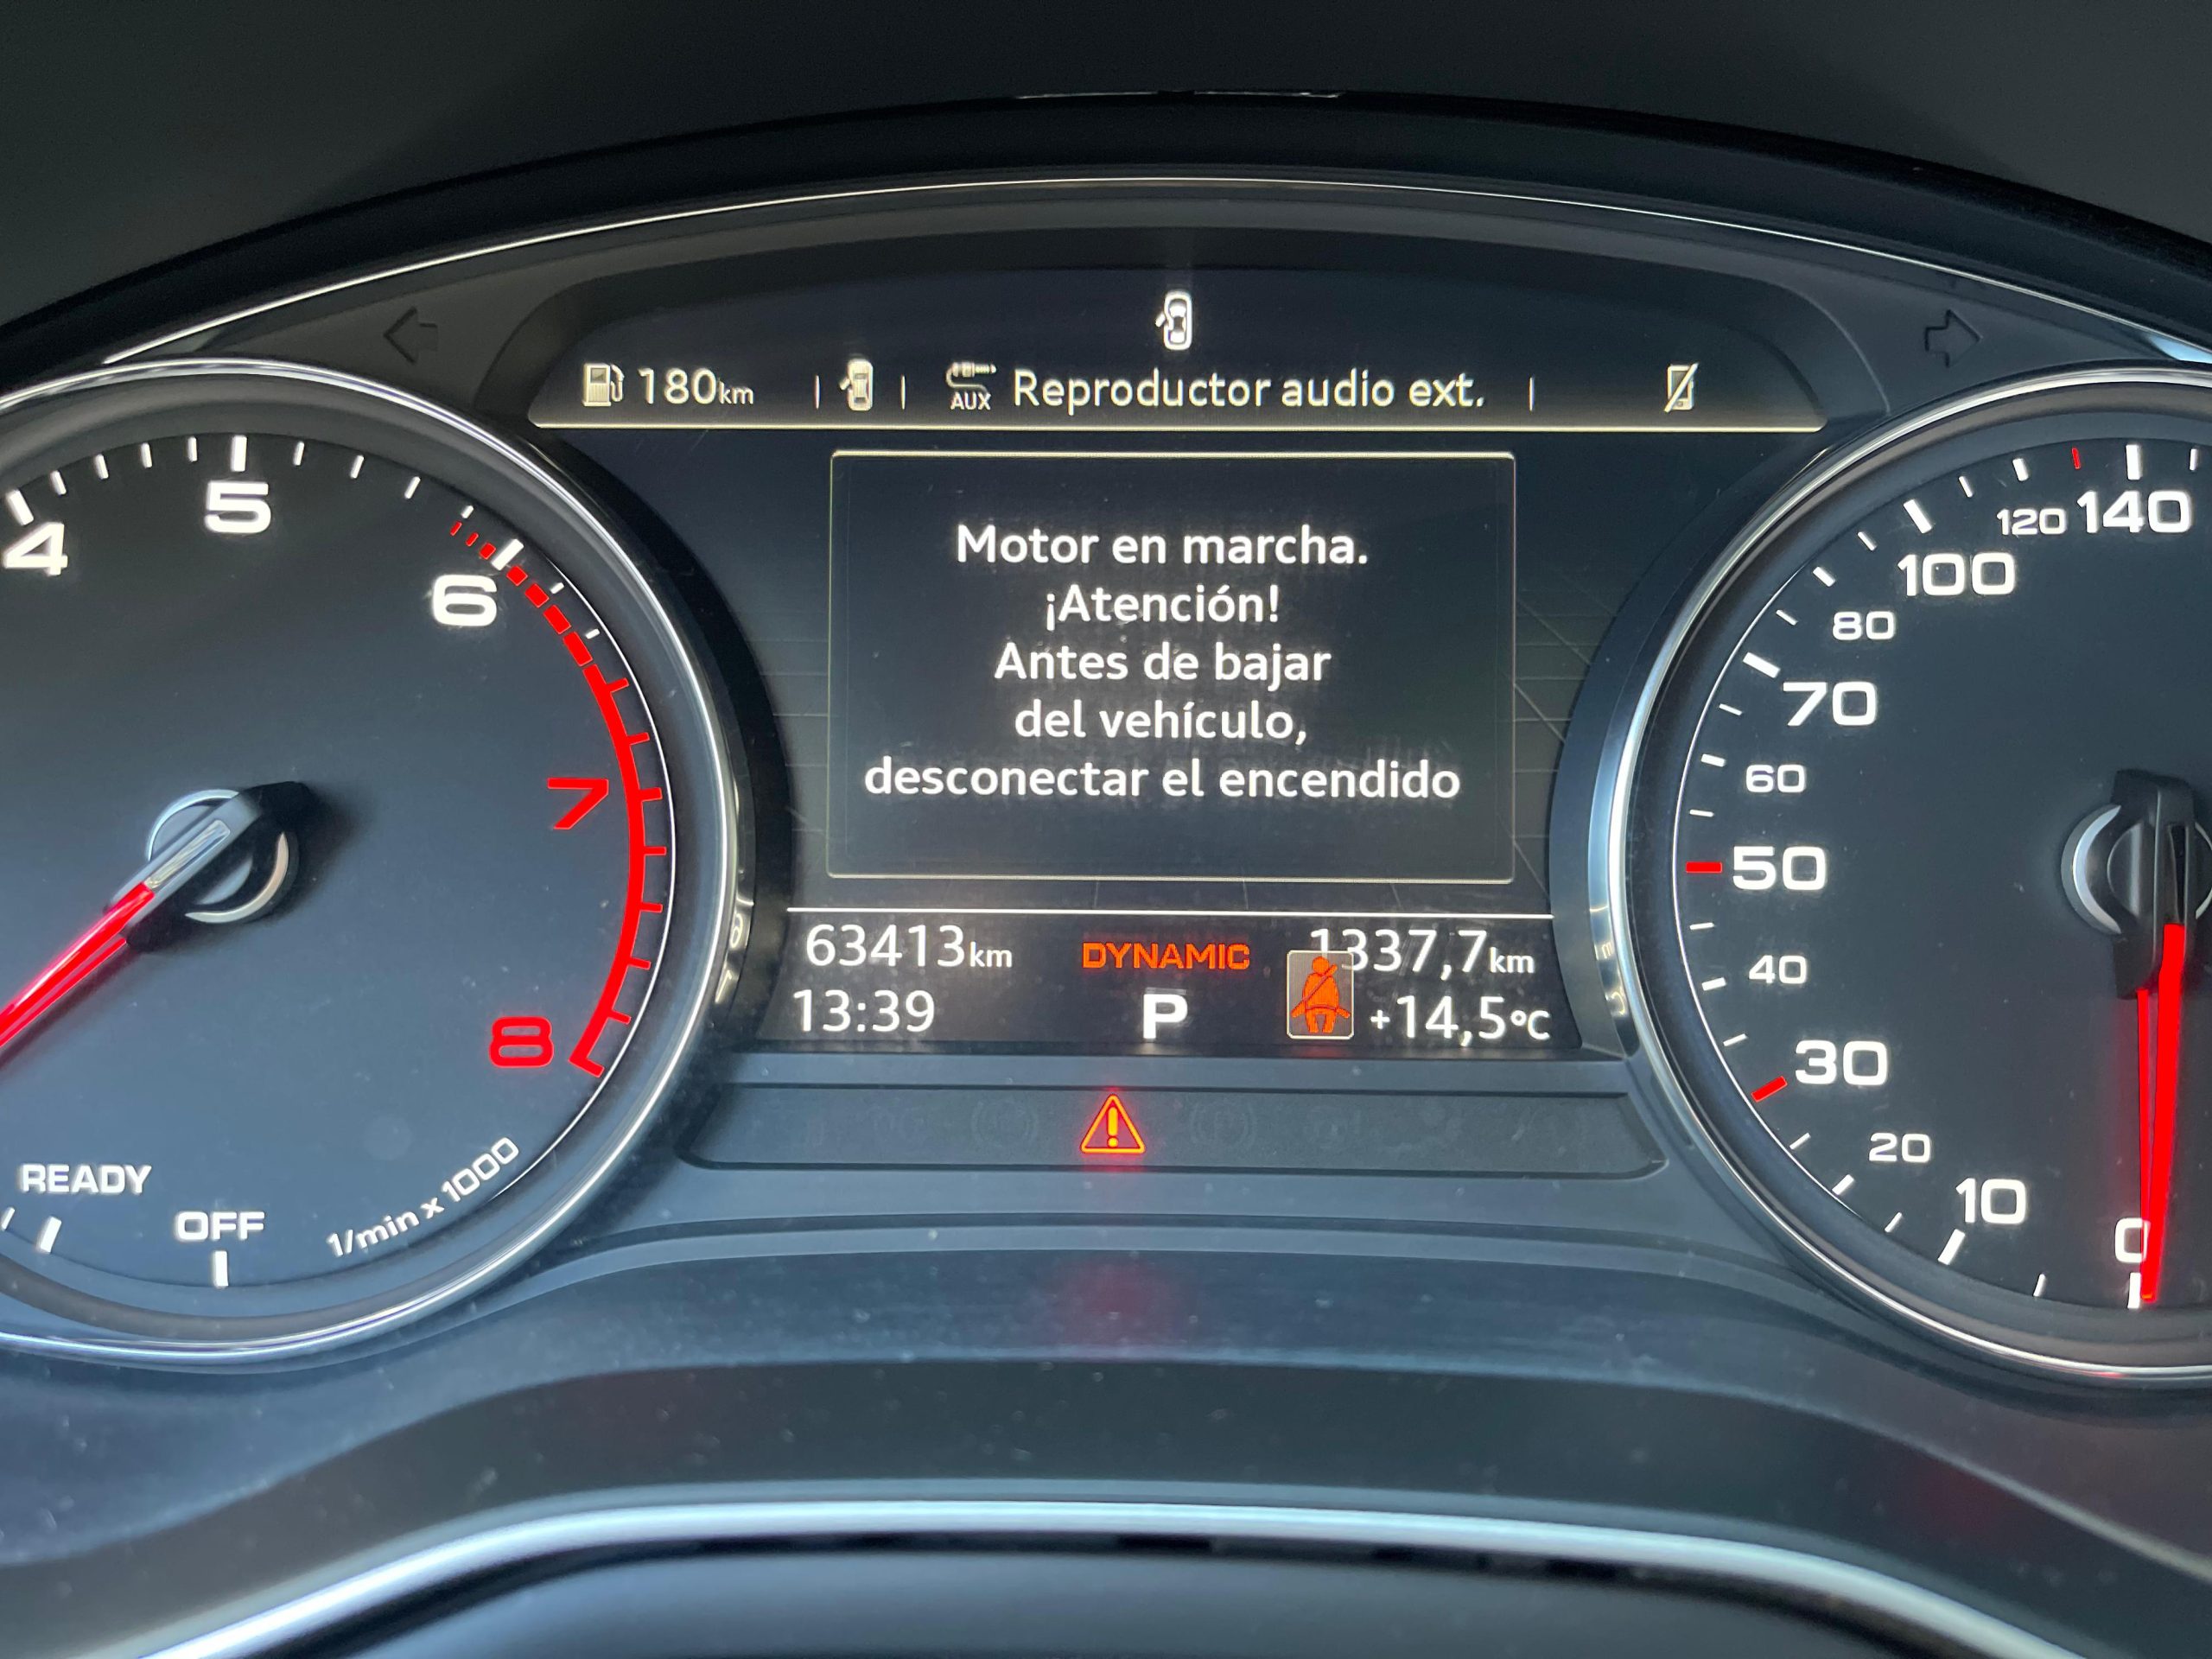 180km
AUX Reproductor audio ext.
Motor en marcha.
¡Atención!
Antes de bajar
del vehículo,
desconectar el encendido
63413km DYNAMIC 1337,7km
13:39 P +14,5°C
4
5
6
7
8
READY
OFF
1/min x 1000
140
120
100
80
70
60
50
40
30
20
10
0